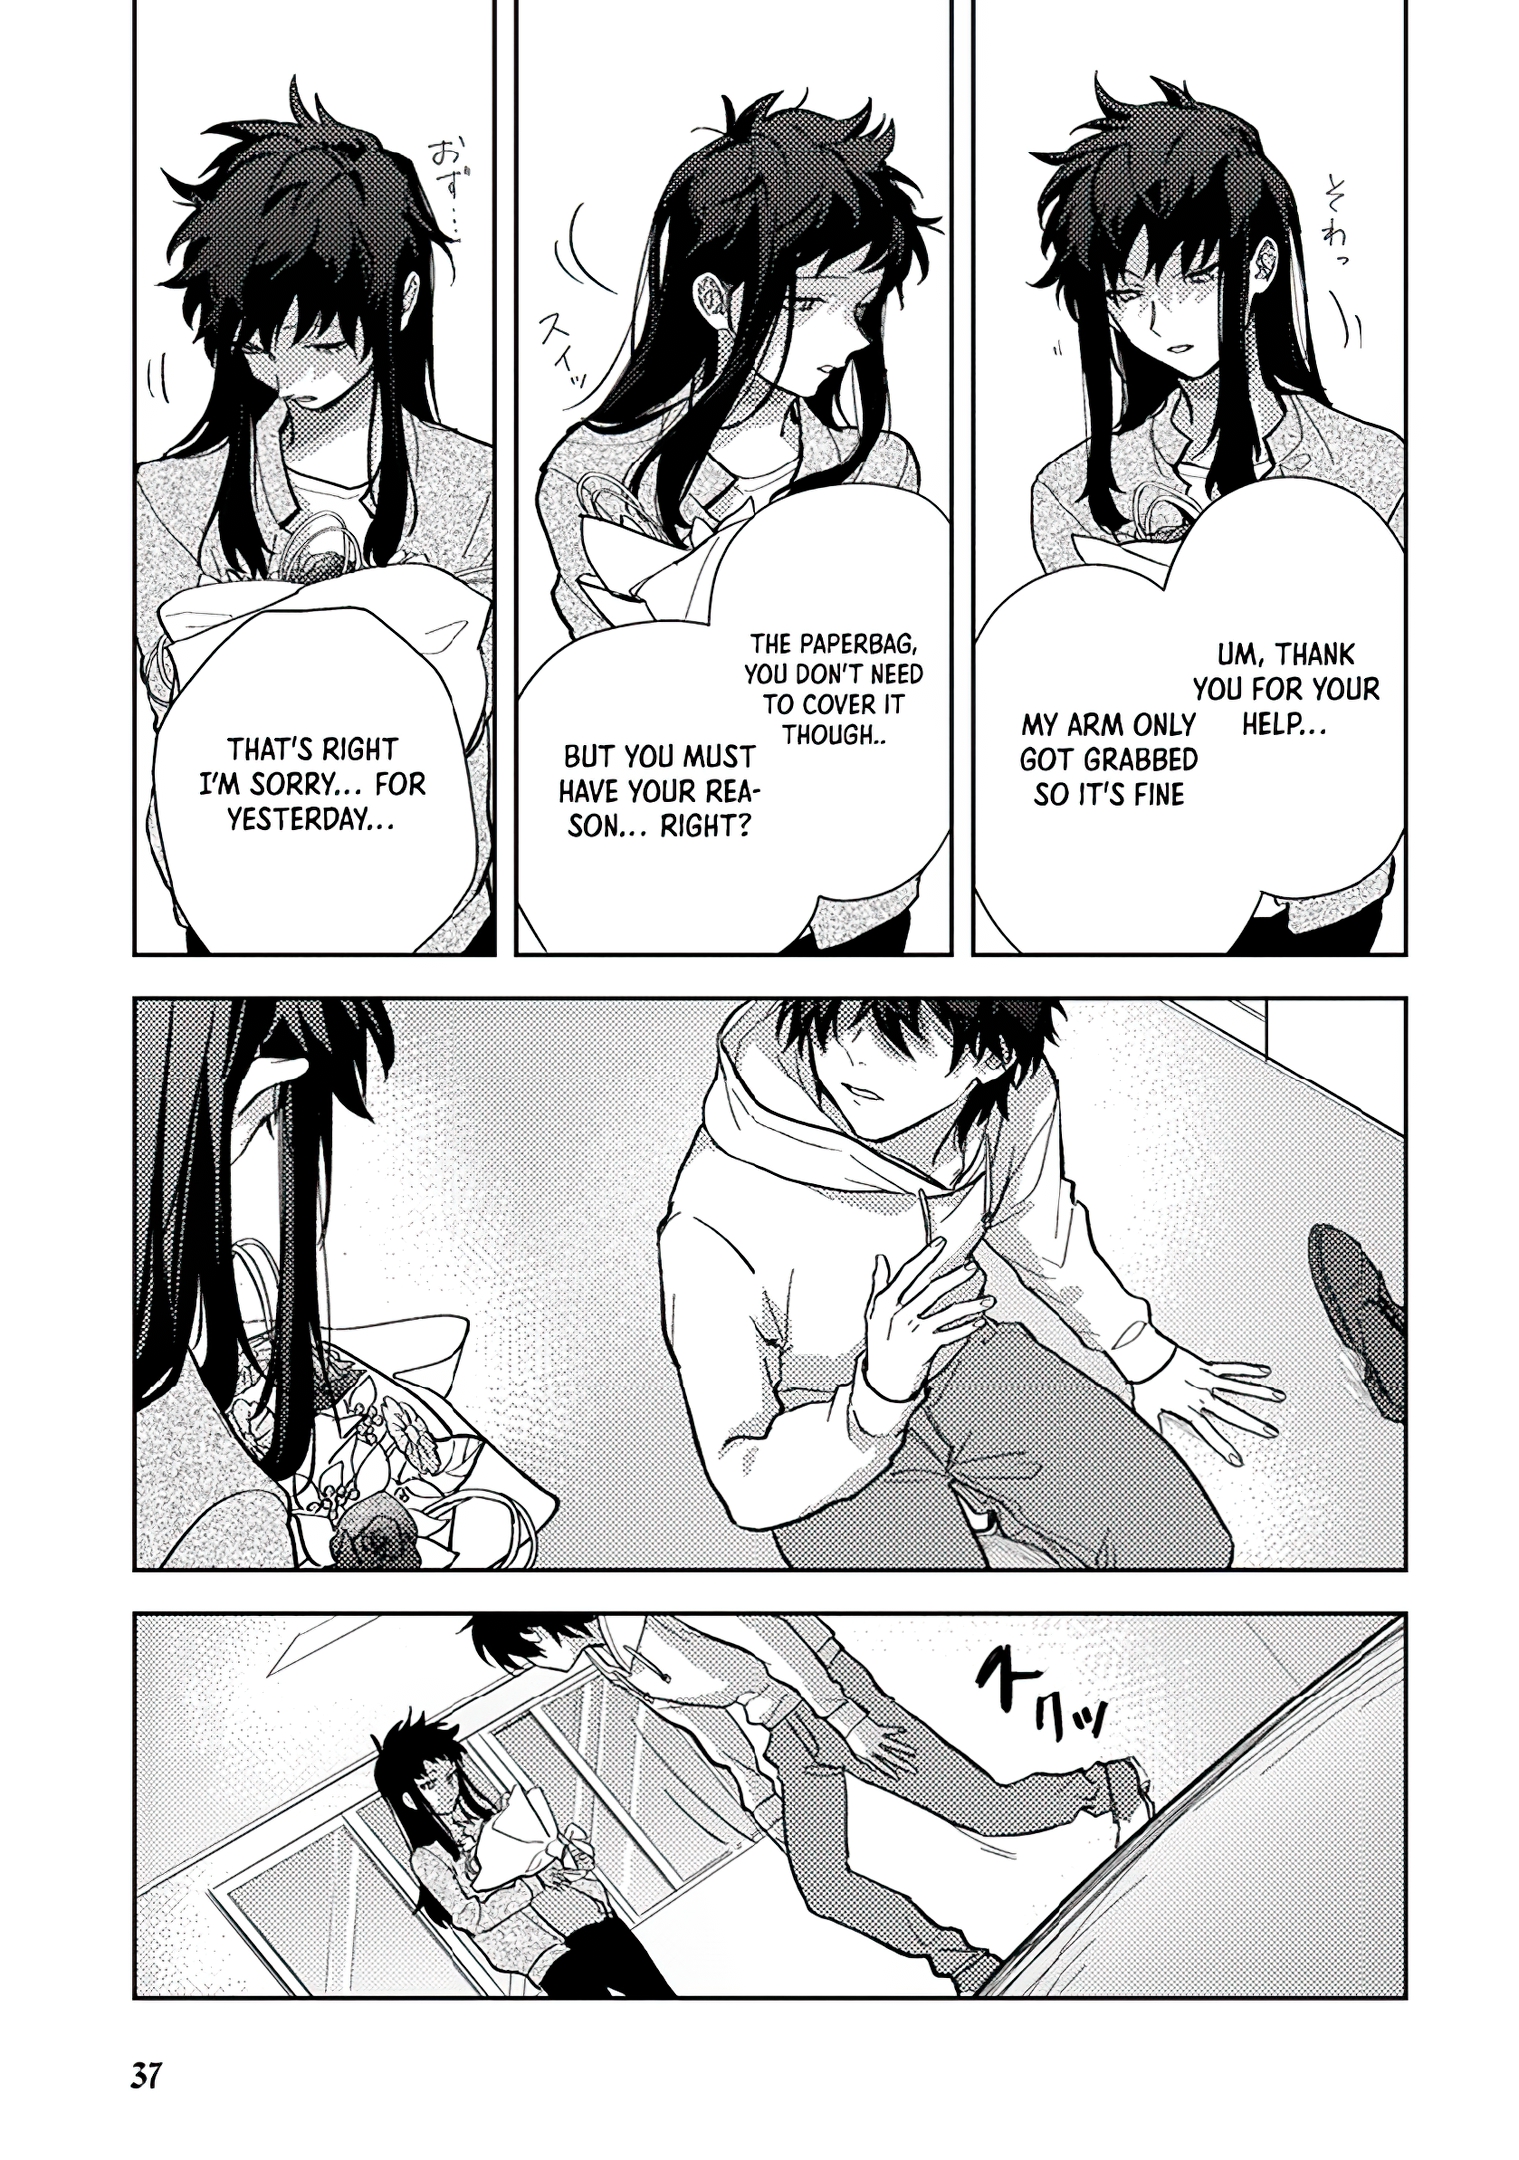 そわっ
UM, THANK
YOU FOR YOUR
HELP...
MY ARM ONLY
GOT GRABBED
SO IT'S FINE
スイッ
THE PAPERBAG,
YOU DON'T NEED
TO COVER IT
THOUGH..
BUT YOU MUST
HAVE YOUR REA-
SON... RIGHT?
おず…
THAT'S RIGHT
I'M SORRY... FOR
YESTERDAY...
スクッ
37